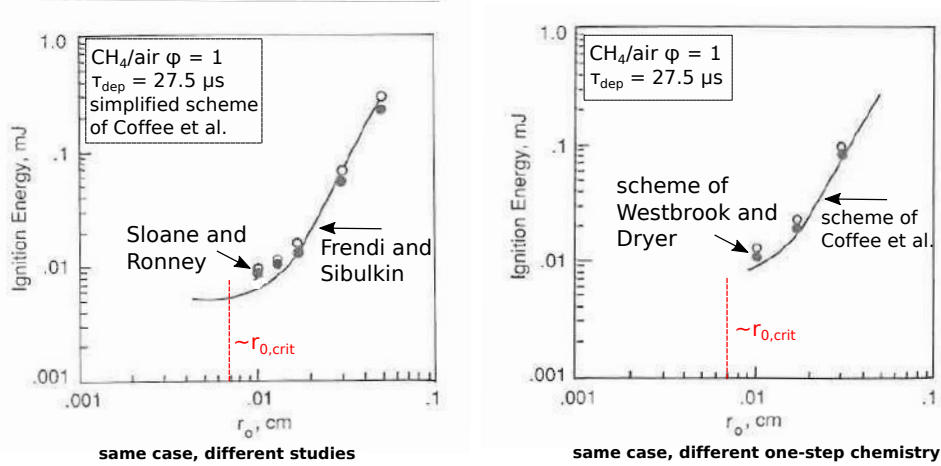 1.0
CH₄/air φ = 1
τdep = 27.5 µs
simplified scheme
of Coffee et al.
Ignition Energy, mJ
.1
Sloane and
Ronney
Frendi and
Sibulkin
.01
~r0,crit
.001
.001
.01
.1
r₀, cm
same case, different studies
1.0
CH₄/air φ = 1
τdep = 27.5 µs
Ignition Energy, mJ
.1
scheme of
Westbrook and
Dryer
scheme of
Coffee et al.
.01
~r0,crit
.001
.001
.01
.1
r₀, cm
same case, different one-step chemistry